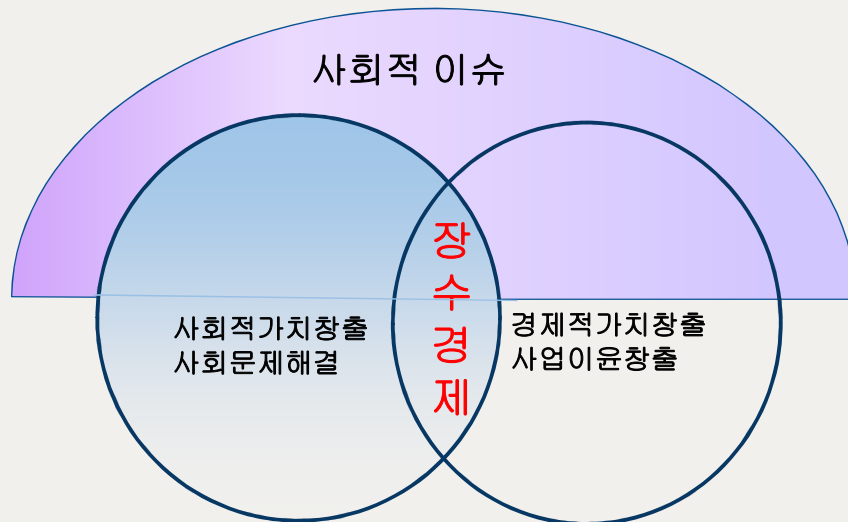 사회적 이슈
사회적가치창출
사회문제해결
장
수
경
제
경제적가치창출
사업이윤창출